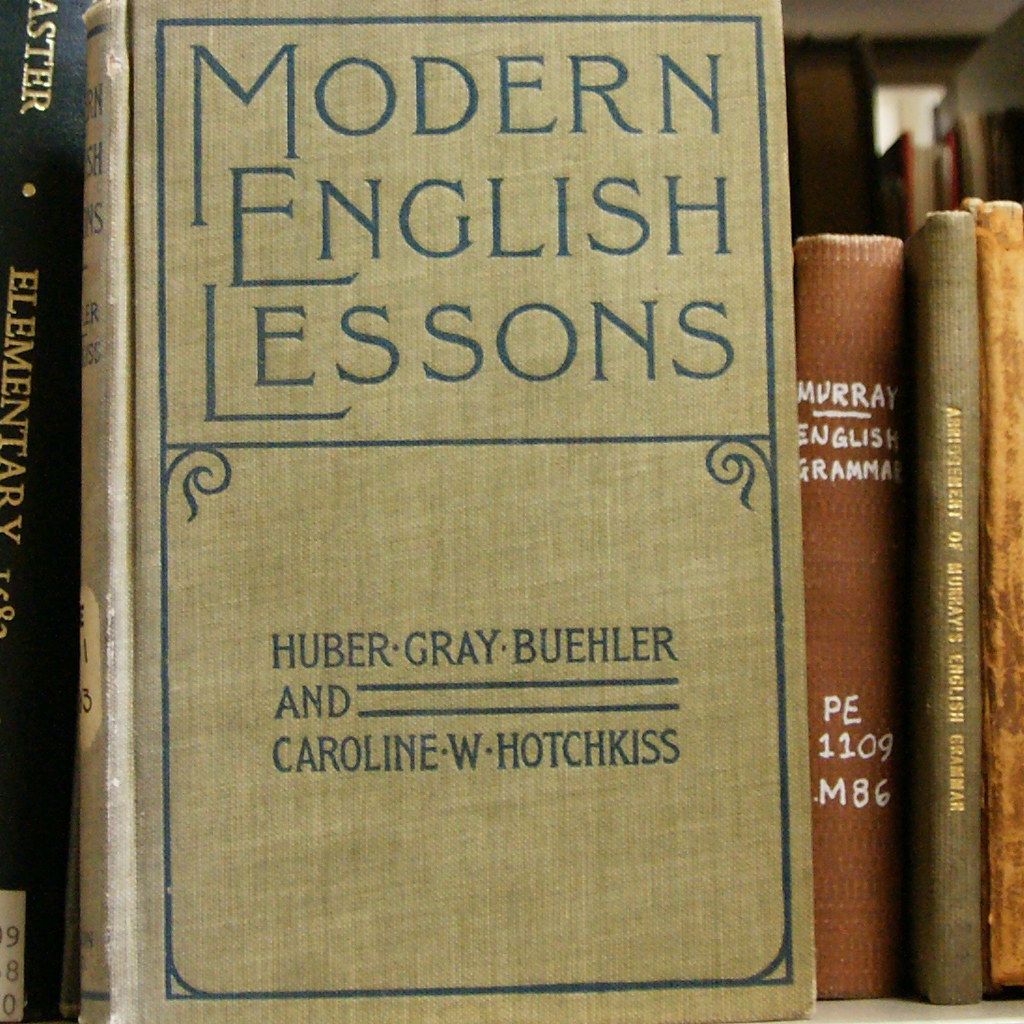 MODERN
ENGLISH
LESSONS
HUBER·GRAY·BUEHLER
AND
CAROLINE·W·HOTCHKISS
MURRAY
ENGLISH
GRAMMAR
PE
1109
.M86
ABRIDGEMENT OF MURRAY'S ENGLISH GRAMMAR
ELEMENTARY